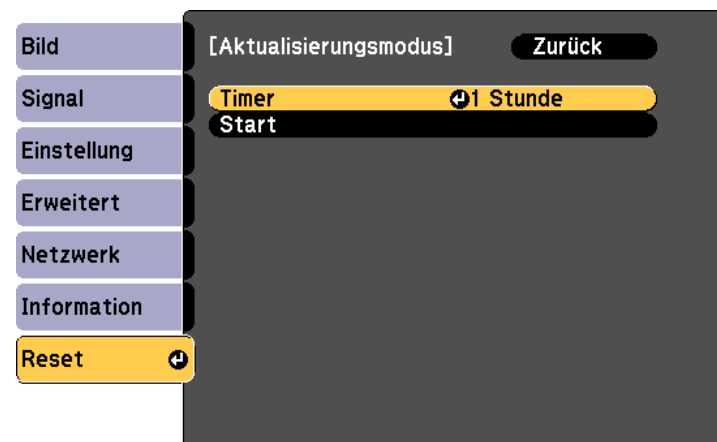 Bild
Signal
Einstellung
Erweitert
Netzwerk
Information
Reset
[Aktualisierungsmodus] Zurück
Timer 1 Stunde
Start